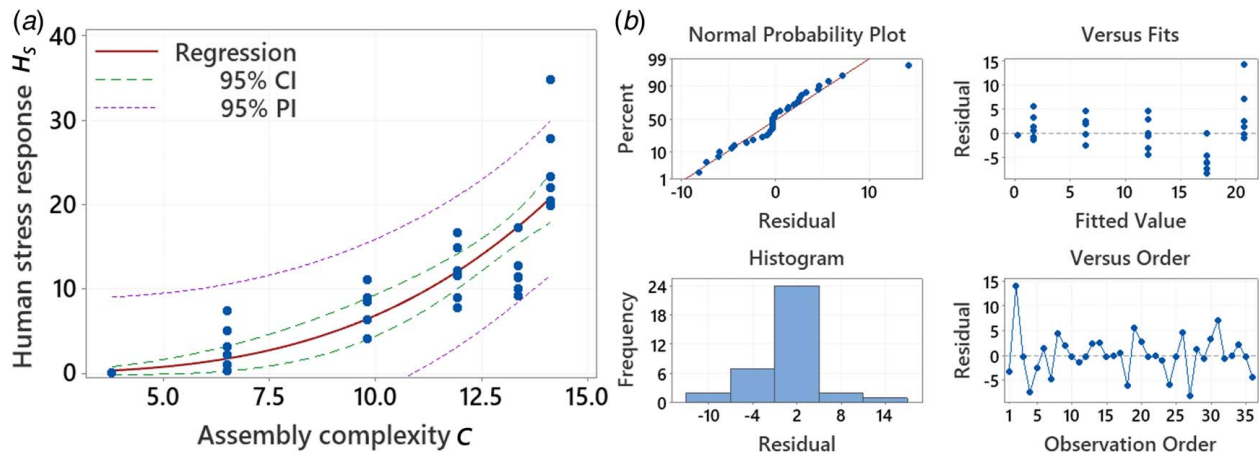 (a)
Human stress response Hs
40
30
20
10
0
Regression
95% CI
95% PI
5.0 7.5 10.0 12.5 15.0
Assembly complexity C
(b)
Normal Probability Plot
Percent
99
90
50
10
1
-10 0 10
Residual
Versus Fits
Residual
15
10
5
0
-5
0 5 10 15 20
Fitted Value
Histogram
Frequency
24
18
12
6
0
-10 -4 2 8 14
Residual
Versus Order
Residual
15
10
5
0
-5
1 5 10 15 20 25 30 35
Observation Order